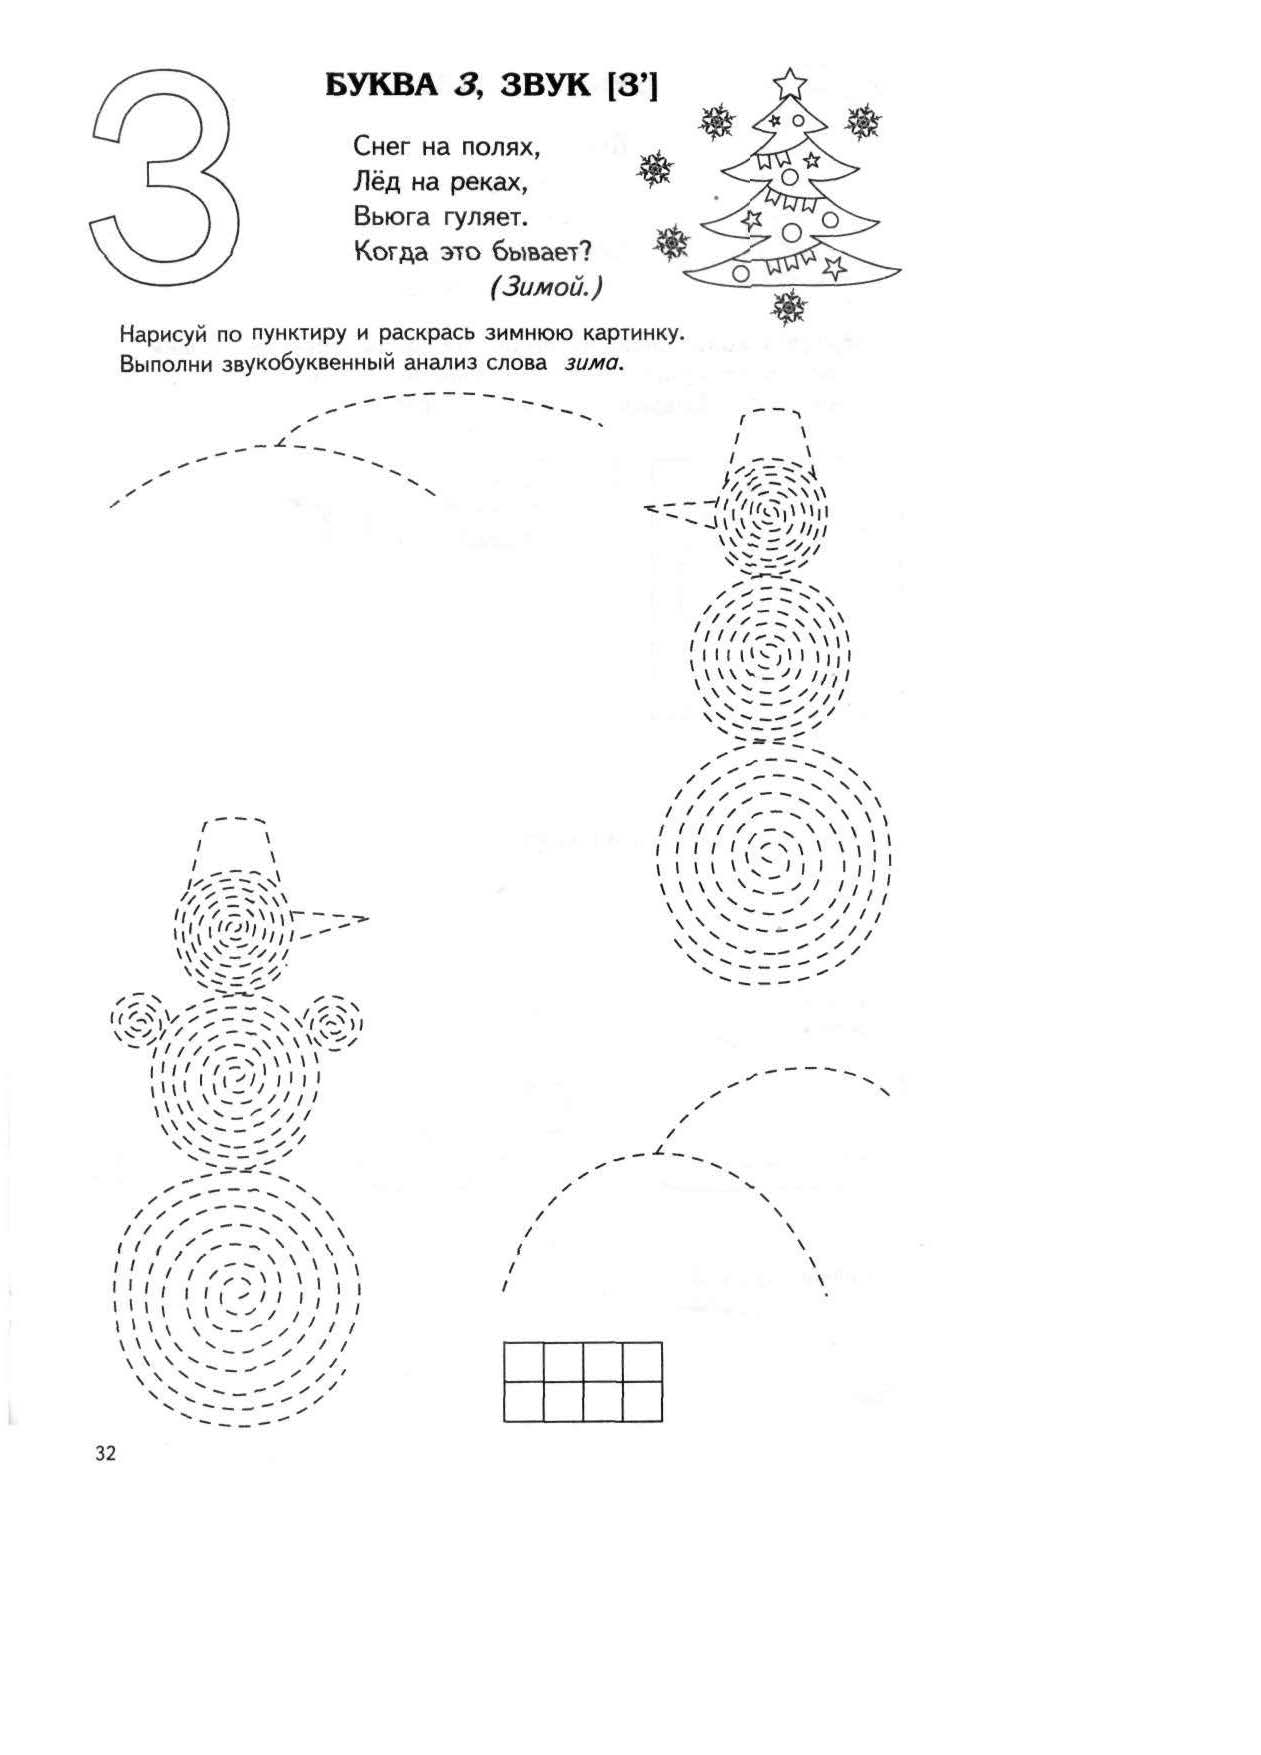 З
БУКВА З, ЗВУК [З’]
Снег на полях,
Лёд на реках,
Вьюга гуляет.
Когда это бывает?
(Зимой.)
Нарисуй по пунктиру и раскрась зимнюю картинку.
Выполни звукобуквенный анализ слова зима.
32